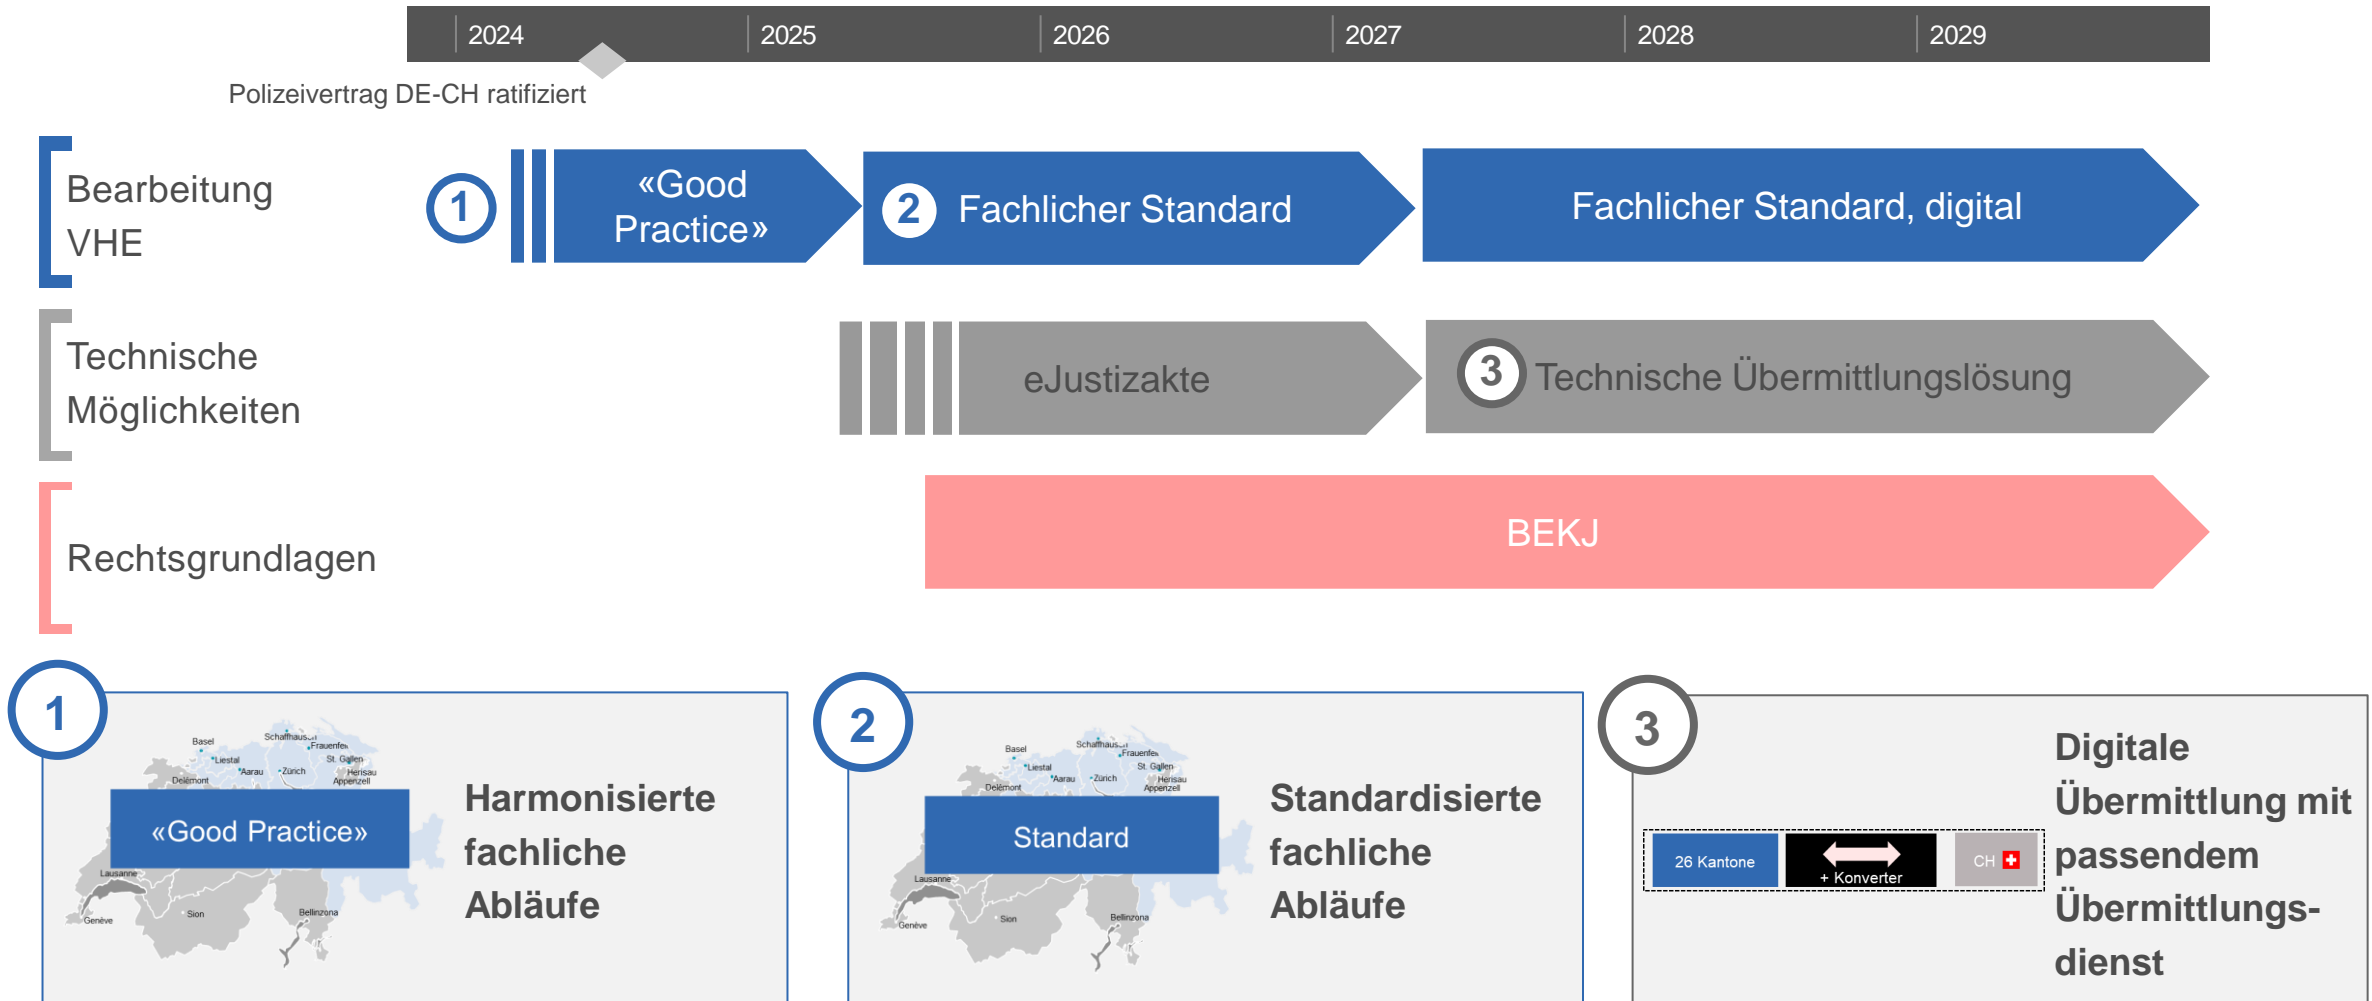 2024 2025 2026 2027 2028 2029
Polizeivertrag DE-CH ratifiziert
Bearbeitung
VHE
1
«Good
Practice»
2 Fachlicher Standard
Fachlicher Standard, digital
Technische
Möglichkeiten
eJustizakte
3 Technische Übermittlungslösung
Rechtsgrundlagen
BEKJ
1
Basel
Schaffhausen
Frauenfeld
Liestal
St. Gallen
Aarau
Zürich
Herisau
Delémont
Appenzell
«Good Practice»
Lausanne
Genève
Sion
Bellinzona
Harmonisierte
fachliche
Abläufe
2
Basel
Schaffhausen
Frauenfeld
Liestal
St. Gallen
Aarau
Zürich
Herisau
Delémont
Appenzell
Standard
Lausanne
Genève
Sion
Bellinzona
Standardisierte
fachliche
Abläufe
3
26 Kantone
+ Konverter
CH
Digitale
Übermittlung mit
passendem
Übermittlungs-
dienst